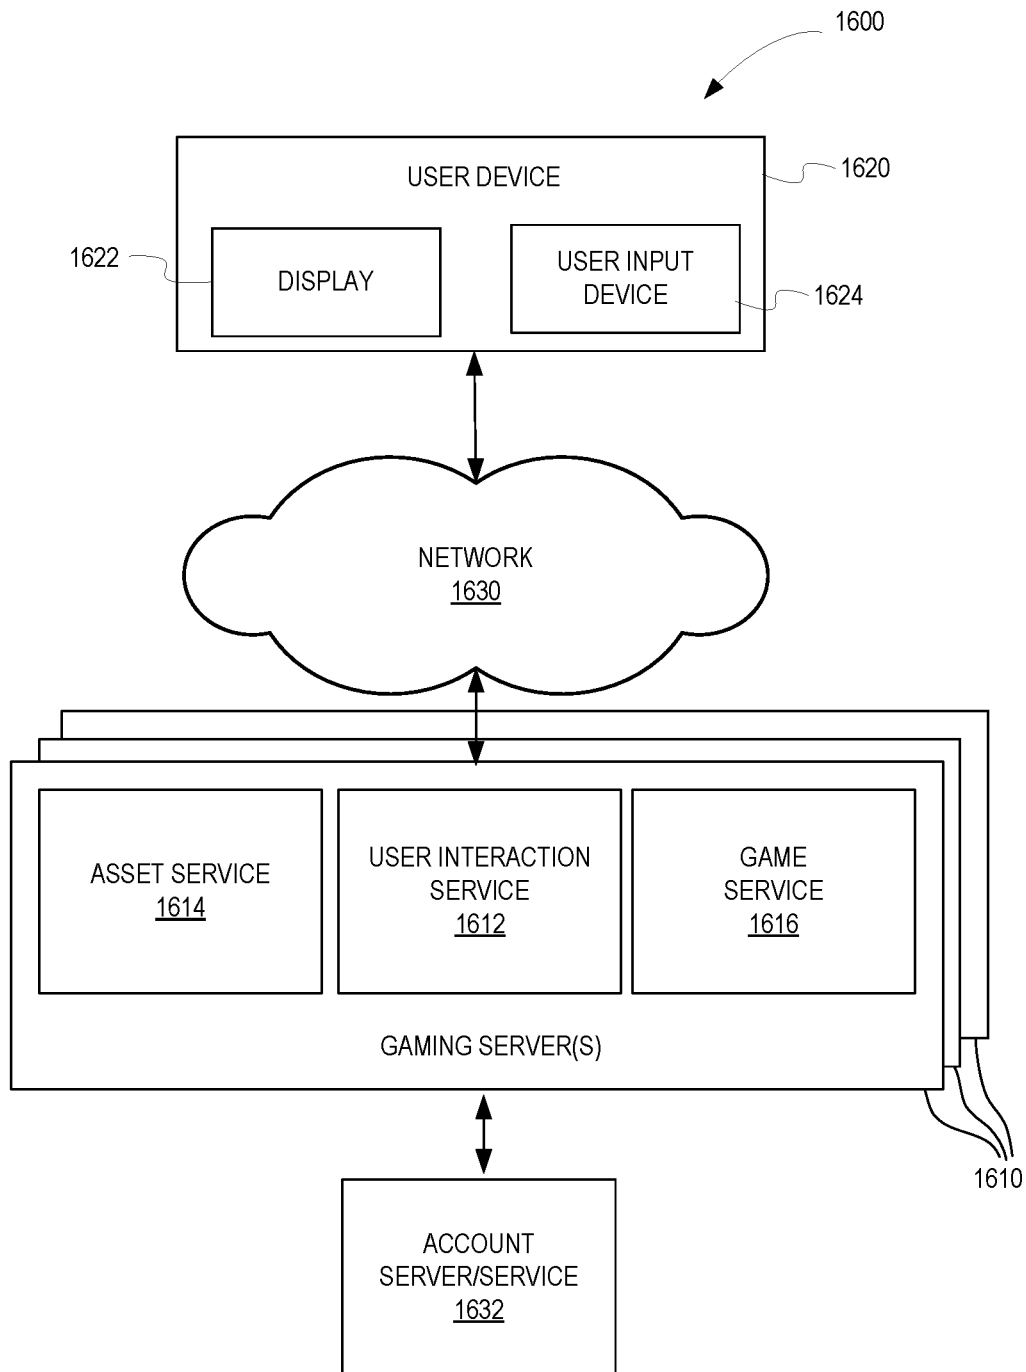 1600
USER DEVICE
1620
1622
DISPLAY
USER INPUT
DEVICE
1624
NETWORK
1630
ASSET SERVICE
1614
USER INTERACTION
SERVICE
1612
GAME
SERVICE
1616
GAMING SERVER(S)
1610
ACCOUNT
SERVER/SERVICE
1632